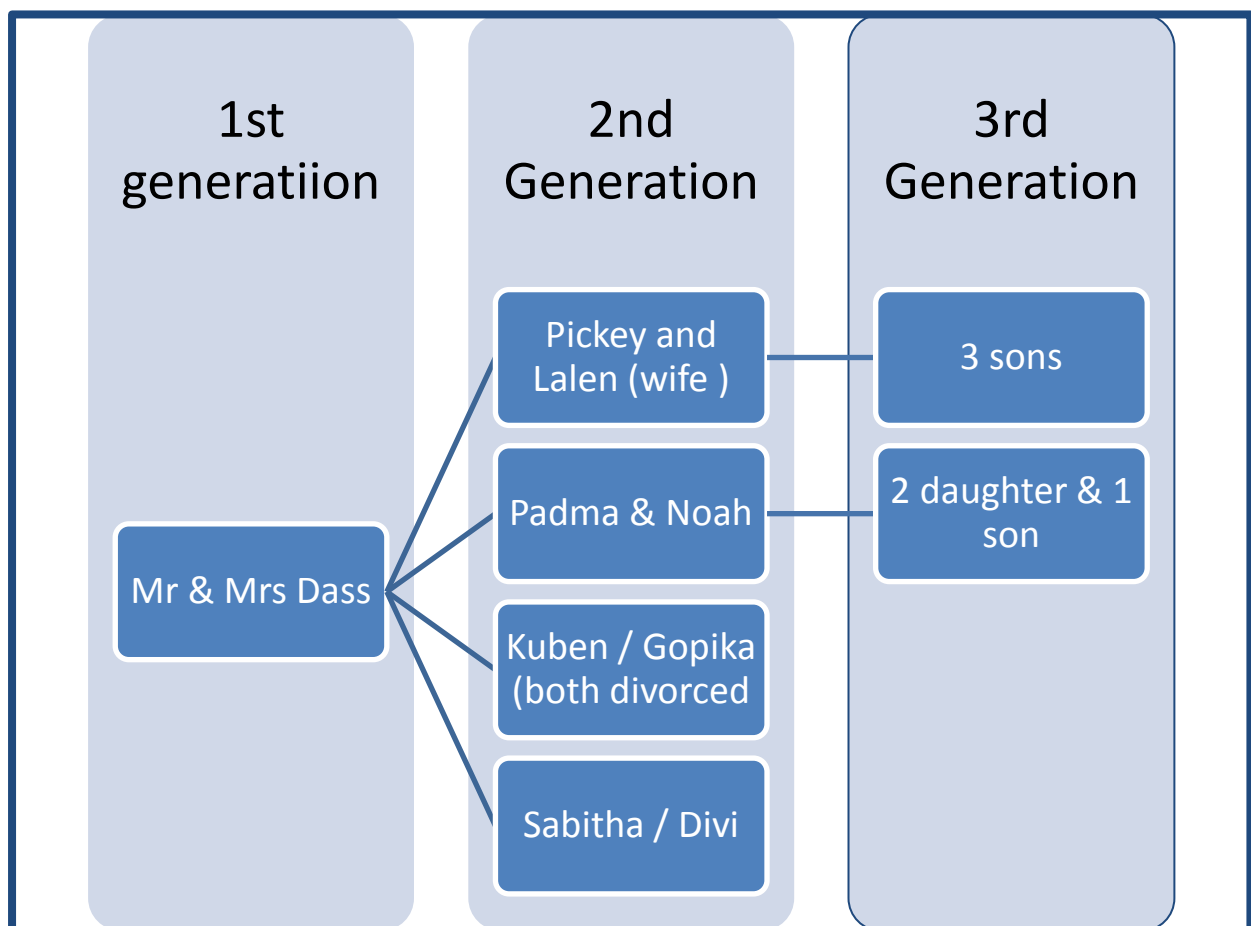 1st
generatiion
2nd
Generation
3rd
Generation
Mr & Mrs Dass
Pickey and
Lalen (wife )
Padma & Noah
Kuben / Gopika
(both divorced
Sabitha / Divi
3 sons
2 daughter & 1
son